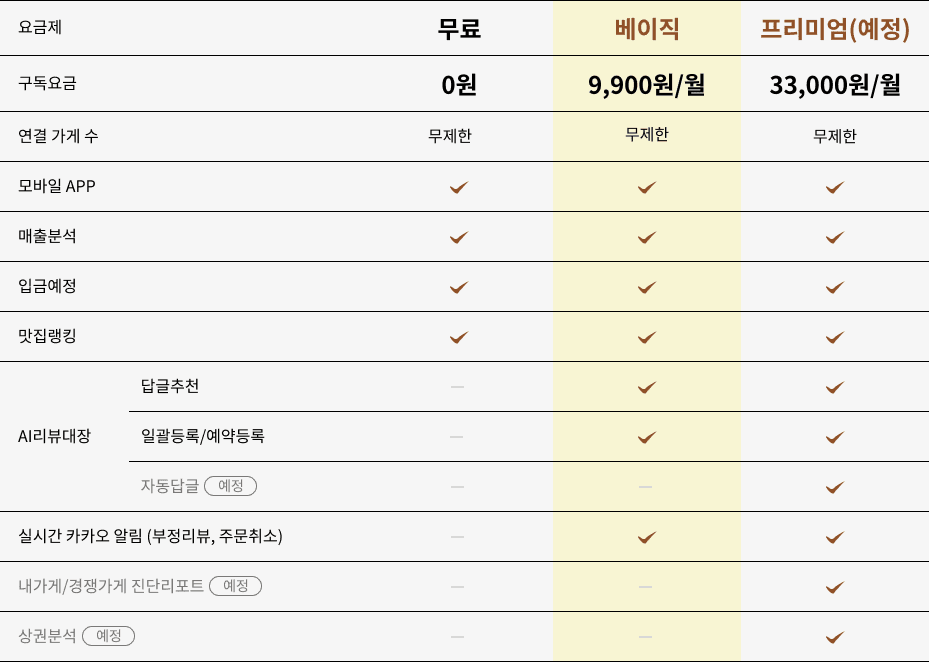 요금제 무료 베이직 프리미엄(예정)
구독요금 0원 9,900원/월 33,000원/월
연결 가게 수 무제한 무제한 무제한
모바일 APP
매출분석
입금예정
맛집랭킹
답글추천
AI리뷰대장 일괄등록/예약등록
자동답글 예정
실시간 카카오 알림 (부정리뷰, 주문취소)
내가게/경쟁가게 진단리포트 예정
상권분석 예정